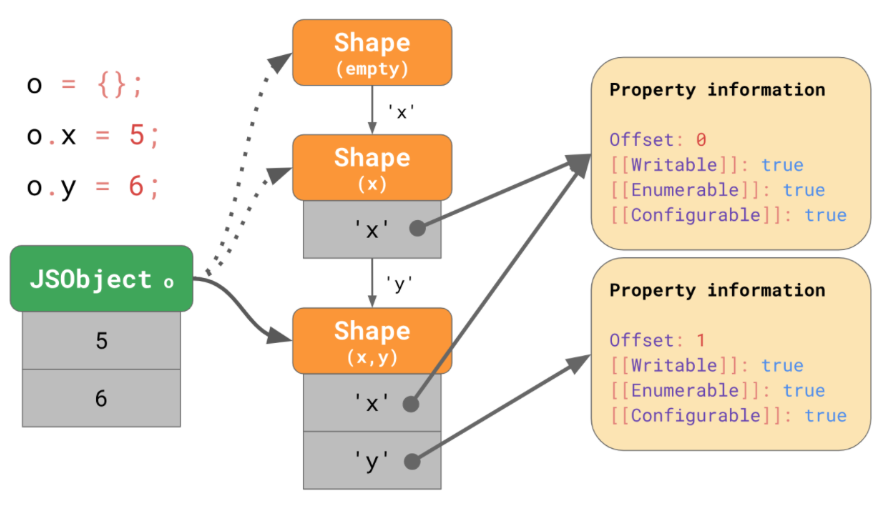 o = {};
o.x = 5;
o.y = 6;
JSObject o
5
6
Shape
(empty)
'x'
Shape
(x)
'x'
'y'
Shape
(x,y)
'x'
'y'
Property information
Offset: 0
[[Writable]]: true
[[Enumerable]]: true
[[Configurable]]: true
Property information
Offset: 1
[[Writable]]: true
[[Enumerable]]: true
[[Configurable]]: true